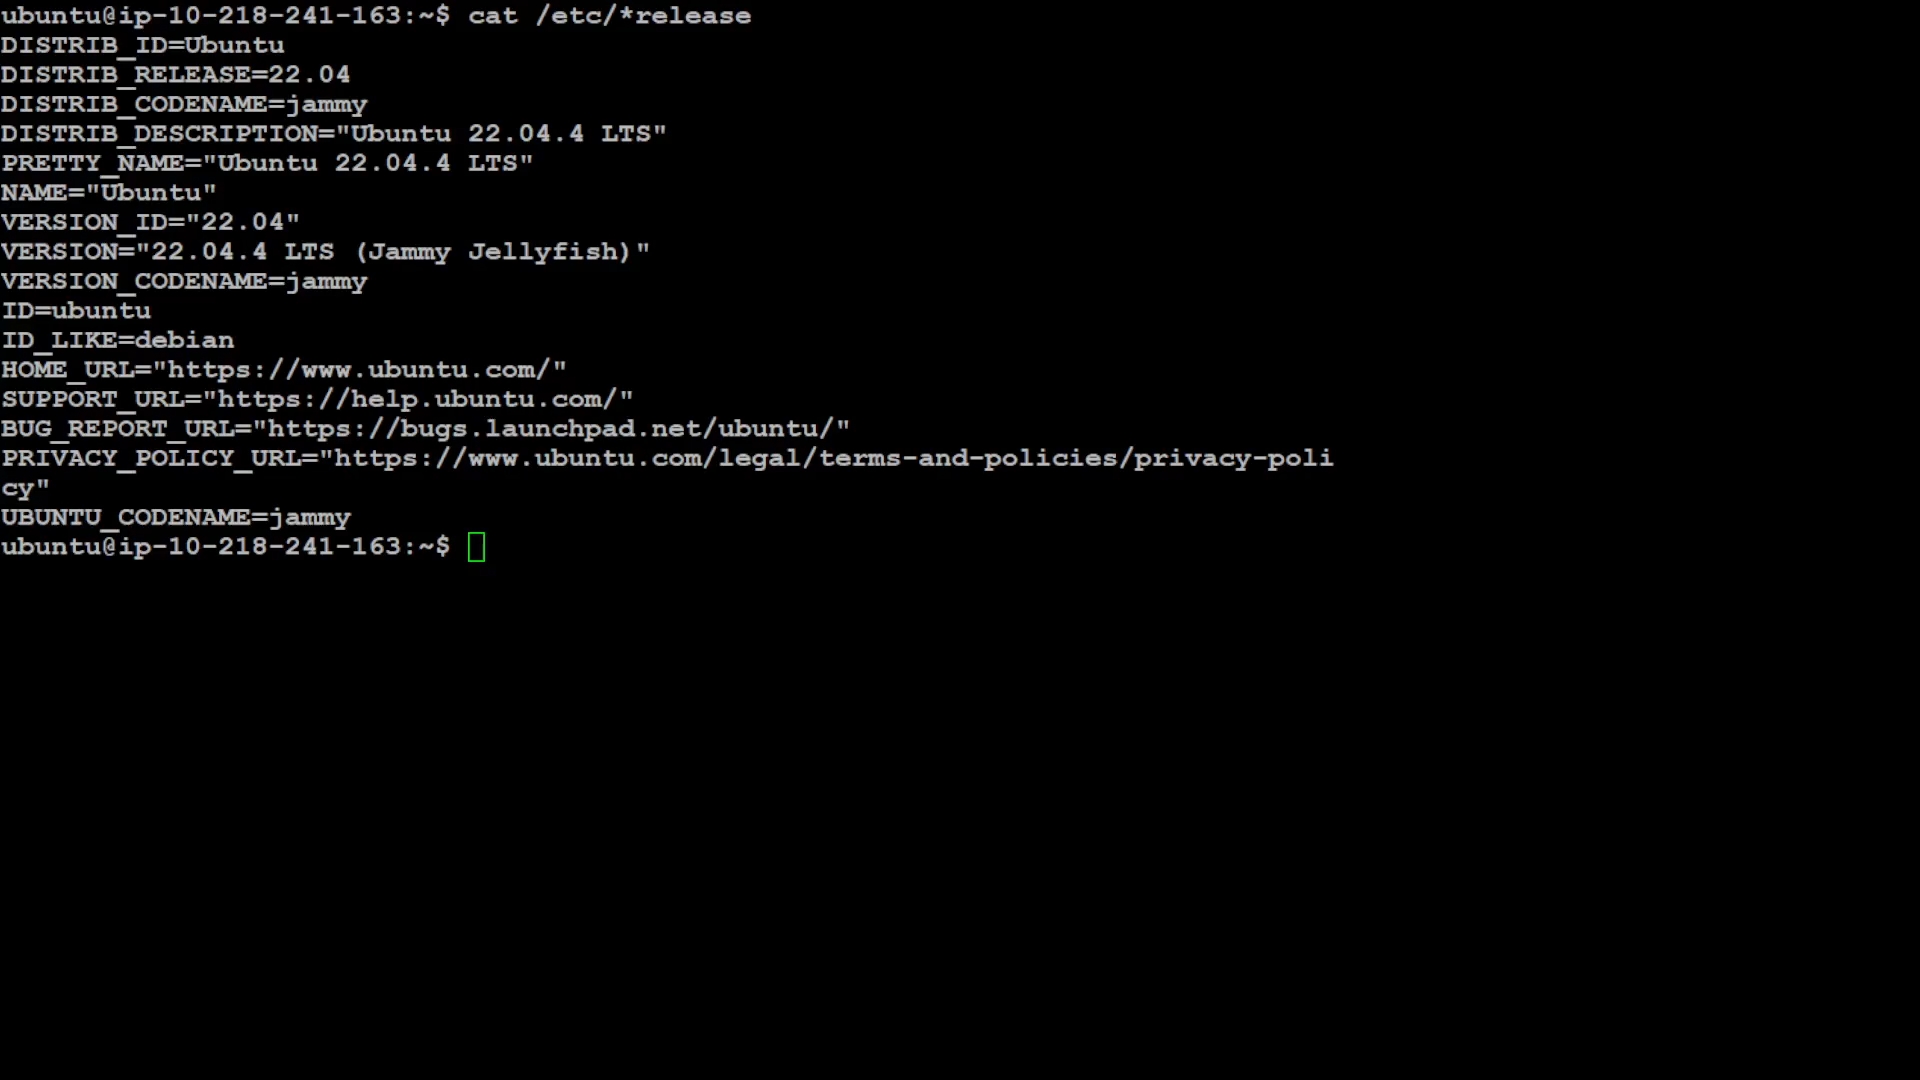 ubuntu@ip-10-218-241-163:~$ cat /etc/*release
DISTRIB_ID=Ubuntu
DISTRIB_RELEASE=22.04
DISTRIB_CODENAME=jammy
DISTRIB_DESCRIPTION="Ubuntu 22.04.4 LTS"
PRETTY_NAME="Ubuntu 22.04.4 LTS"
NAME="Ubuntu"
VERSION_ID="22.04"
VERSION="22.04.4 LTS (Jammy Jellyfish)"
VERSION_CODENAME=jammy
ID=ubuntu
ID_LIKE=debian
HOME_URL="https://www.ubuntu.com/"
SUPPORT_URL="https://help.ubuntu.com/"
BUG_REPORT_URL="https://bugs.launchpad.net/ubuntu/"
PRIVACY_POLICY_URL="https://www.ubuntu.com/legal/terms-and-policies/privacy-poli
cy"
UBUNTU_CODENAME=jammy
ubuntu@ip-10-218-241-163:~$